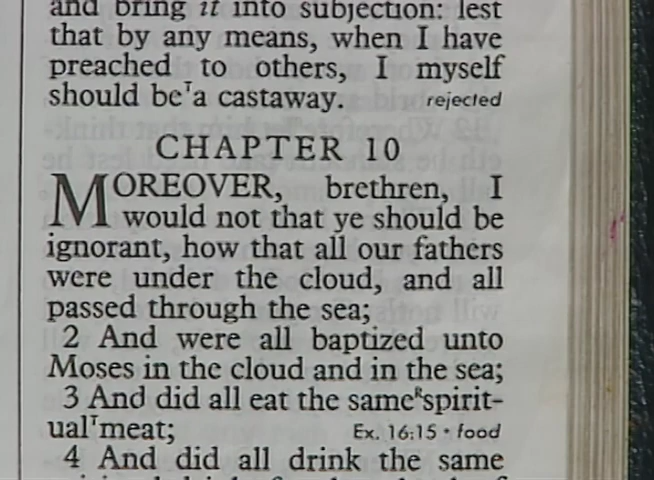 and bring it into subjection: lest
that by any means, when I have
preached to others, I myself
should be ᵀa castaway. rejected
CHAPTER 10
MOREOVER, brethren, I
would not that ye should be
ignorant, how that all our fathers
were under the cloud, and all
passed through the sea;
2 And were all baptized unto
Moses in the cloud and in the sea;
3 And did all eat the same ᴿspirit-
ual ᵀmeat; Ex. 16:15 · food
4 And did all drink the same